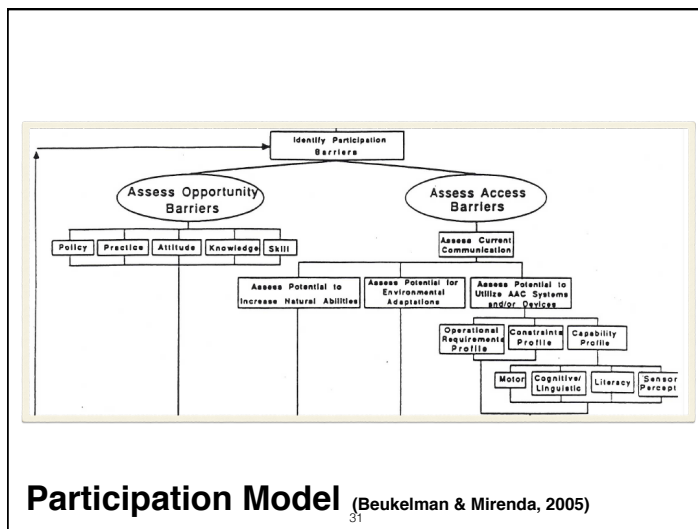 Identify Participation
Barriers
Assess Opportunity
Barriers
Assess Access
Barriers
Policy
Practice
Attitude
Knowledge
Skill
Assess Current
Communication
Assess Potential to
Increase Natural Abilities
Assess Potential for
Environmental
Adaptations
Assess Potential to
Utilize AAC Systems
and/or Devices
Operational
Requirements
Profile
Constraints
Profile
Capability
Profile
Motor
Cognitive/
Linguistic
Literacy
Sensor
Percept
Participation Model (Beukelman & Mirenda, 2005)
31